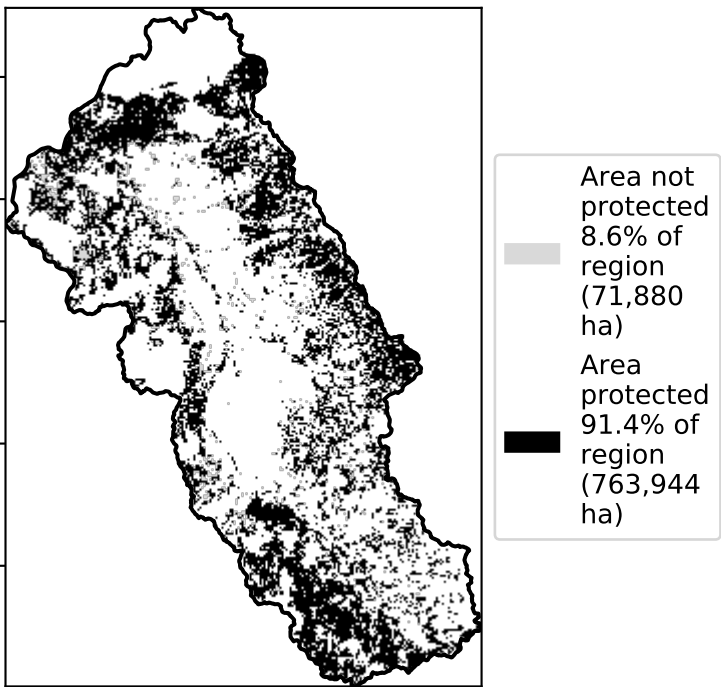 Area not
protected
8.6% of
region
(71,880
ha)
Area
protected
91.4% of
region
(763,944
ha)